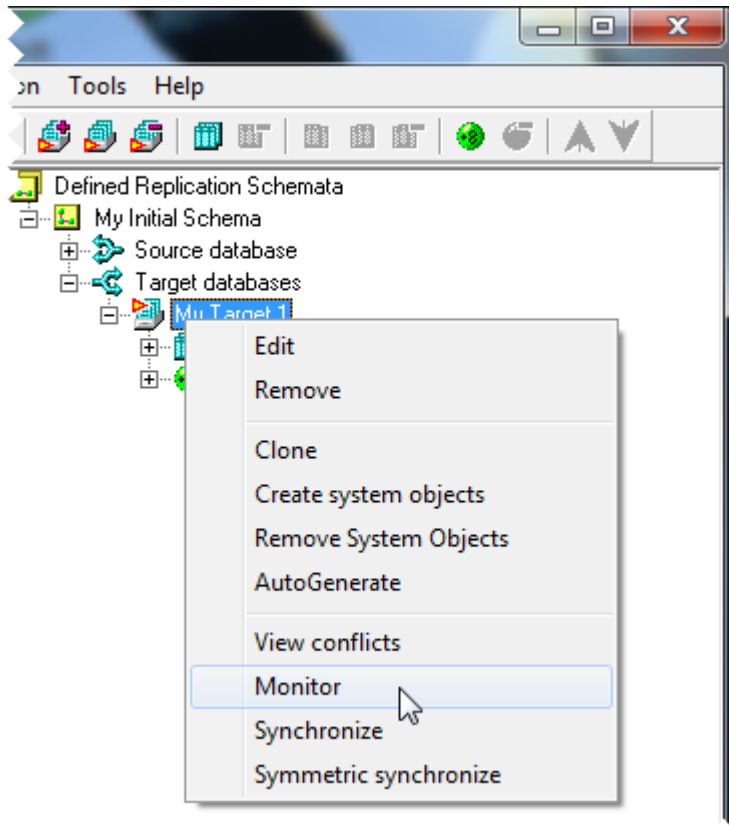 Tools Help
Defined Replication Schemata
My Initial Schema
Source database
Target databases
My Target 1
Edit
Remove
Clone
Create system objects
Remove System Objects
AutoGenerate
View conflicts
Monitor
Synchronize
Symmetric synchronize